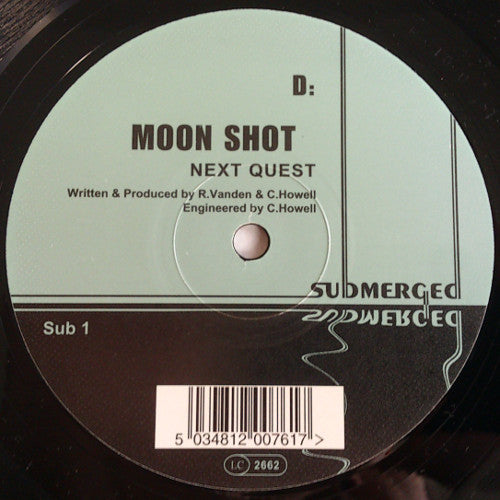 D:
MOON SHOT
NEXT QUEST
Written & Produced by R.Vanden & C.Howell
Engineered by C.Howell
SUBMERGED
SUBMERGED
Sub 1
5 034812 007617 >
LC 2662